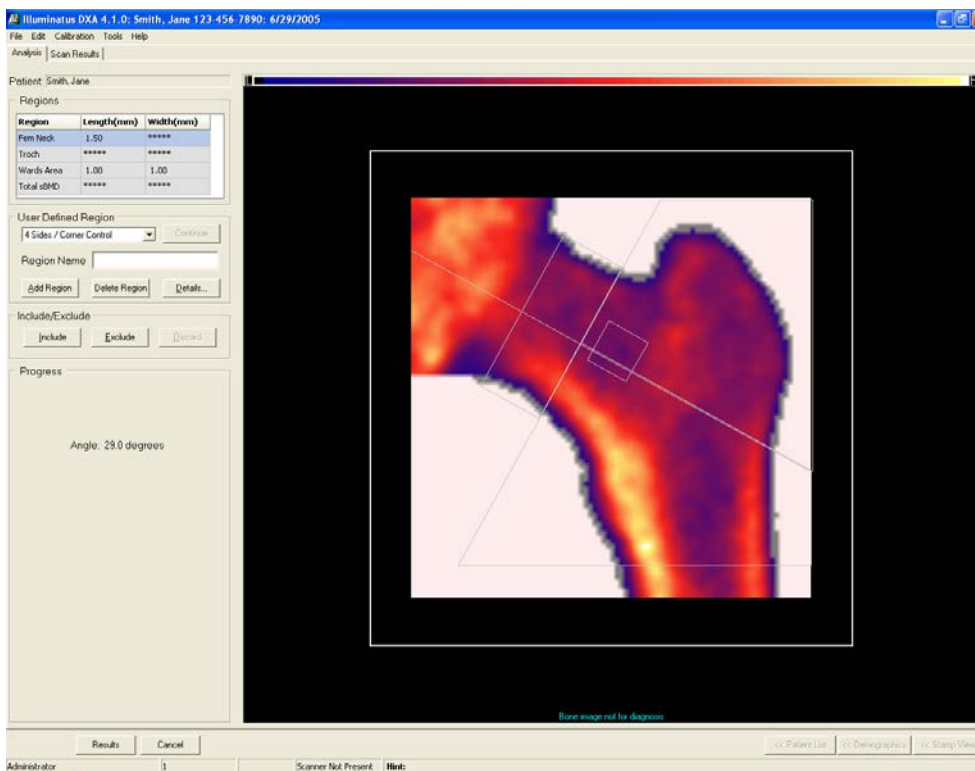 Illuminatus DXA 4.1.0: Smith, Jane 123-456-7890: 6/29/2005
File Edit Calibration Tools Help
Analysis Scan Results
Patient: Smith, Jane
Regions
Region Length(mm) Width(mm)
Fem Neck 1.50 *****
Troch ***** *****
Wards Area 1.00 1.00
Total sBMD ***** *****
User Defined Region
4 Sides / Corner Control Continue
Region Name
Add Region Delete Region Details...
Include/Exclude
Include Exclude Discard
Progress
Angle: 29.0 degrees
Bone image not for diagnosis
Results Cancel << Patient List << Demographics << Stamp View
Administrator 1 Scanner Not Present Hint: